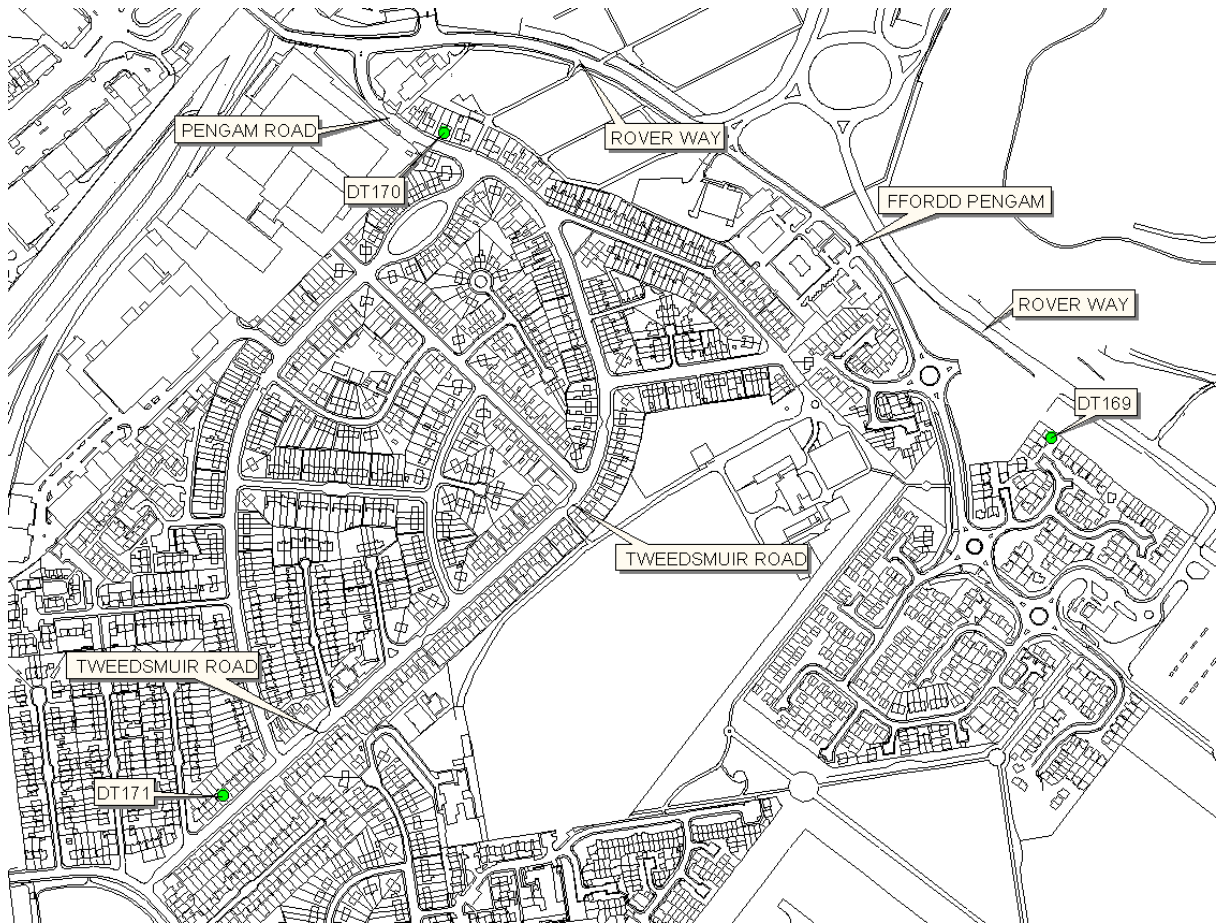 PENGAM ROAD
ROVER WAY
DT170
FFORDD PENGAM
ROVER WAY
DT169
TWEEDSMUIR ROAD
TWEEDSMUIR ROAD
DT171